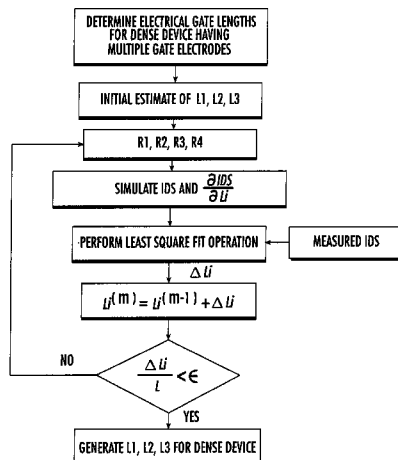 DETERMINE ELECTRICAL GATE LENGTHS
FOR DENSE DEVICE HAVING
MULTIPLE GATE ELECTRODES
INITIAL ESTIMATE OF L1, L2, L3
R1, R2, R3, R4
SIMULATE IDS AND ∂IDS/∂Li
PERFORM LEAST SQUARE FIT OPERATION
MEASURED IDS
ΔLi
Li(m) = Li(m-1) + ΔLi
NO
ΔLi/L < ϵ
YES
GENERATE L1, L2, L3 FOR DENSE DEVICE